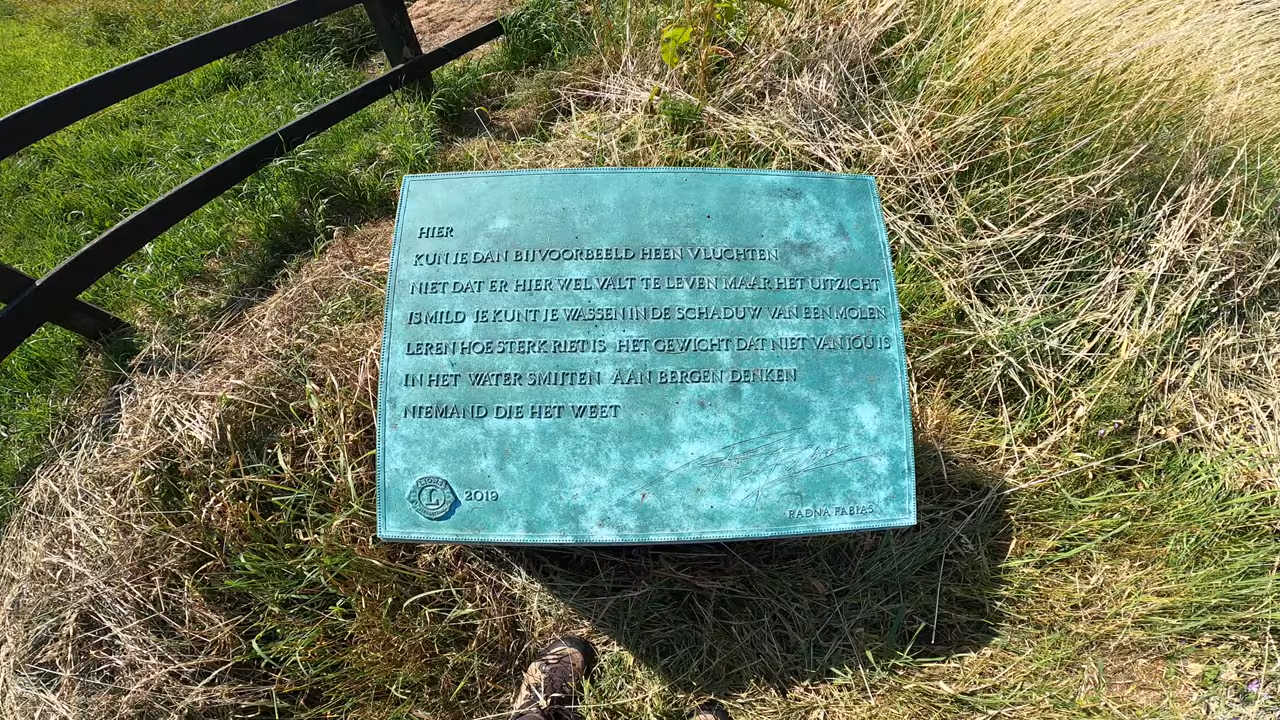 HIER
KUN JE DAN BIJVOORBEELD HEEN VLUCHTEN
NIET DAT ER HIER WEL VALT TE LEVEN MAAR HET UITZICHT
IS MILD JE KUNT JE WASSEN IN DE SCHADUW VAN EEN MOLEN
LEREN HOE STERK RIET IS HET GEWICHT DAT NIET VAN JOU IS
IN HET WATER SMIJTEN AAN BERGEN DENKEN
NIEMAND DIE HET WEET
LIONS
L
2019
RADNA FABIAS